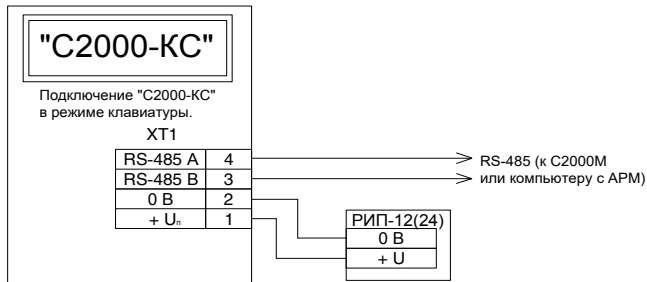 "С2000-КС"
Подключение "С2000-КС"
в режиме клавиатуры.
XT1
RS-485 A 4
RS-485 B 3
0 В 2
+ Uп 1
RS-485 (к С2000М
или компьютеру с АРМ)
РИП-12(24)
0 В
+ U